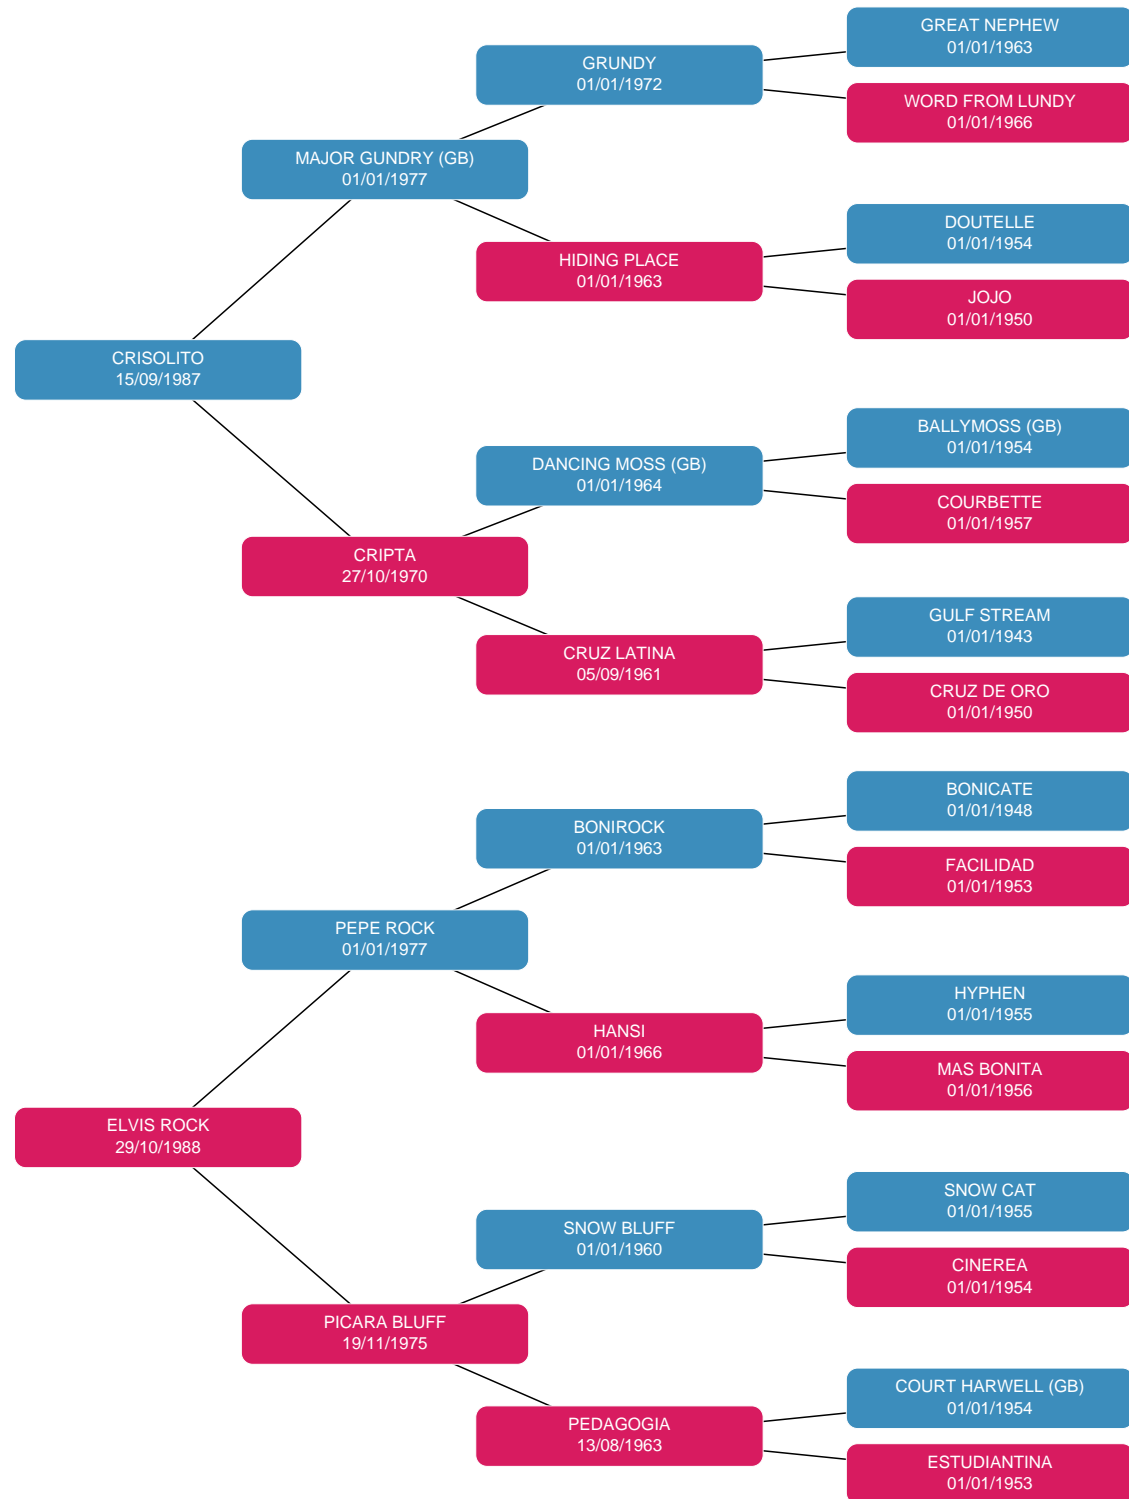 GREAT NEPHEW
01/01/1963
GRUNDY
01/01/1972
WORD FROM LUNDY
01/01/1966
MAJOR GUNDRY (GB)
01/01/1977
DOUTELLE
01/01/1954
HIDING PLACE
01/01/1963
JOJO
01/01/1950
CRISOLITO
15/09/1987
BALLYMOSS (GB)
01/01/1954
DANCING MOSS (GB)
01/01/1964
COURBETTE
01/01/1957
CRIPTA
27/10/1970
GULF STREAM
01/01/1943
CRUZ LATINA
05/09/1961
CRUZ DE ORO
01/01/1950
BONICATE
01/01/1948
BONIROCK
01/01/1963
FACILIDAD
01/01/1953
PEPE ROCK
01/01/1977
HYPHEN
01/01/1955
HANSI
01/01/1966
MAS BONITA
01/01/1956
ELVIS ROCK
29/10/1988
SNOW CAT
01/01/1955
SNOW BLUFF
01/01/1960
CINEREA
01/01/1954
PICARA BLUFF
19/11/1975
COURT HARWELL (GB)
01/01/1954
PEDAGOGIA
13/08/1963
ESTUDIANTINA
01/01/1953